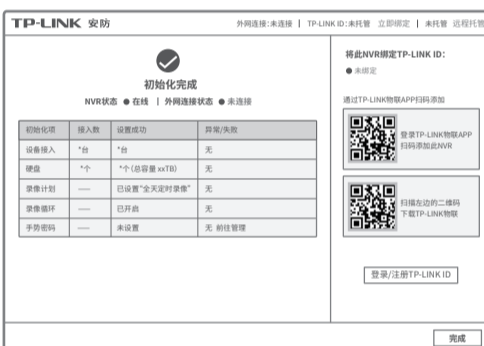 TP-LINK 安防
外网连接:未连接 | TP-LINK ID:未托管 立即绑定 | 未托管 远程托管
初始化完成
NVR状态 ● 在线 | 外网连接状态 ● 未连接
初始化项 接入数 设置成功 异常/失败
设备接入 *台 *台 无
硬盘 *个 *个（总容量 xxTB） 无
录像计划 —— 已设置“全天定时录像” 无
录像循环 —— 已开启 无
手势密码 —— 未设置 无 前往管理
将此NVR绑定TP-LINK ID：
● 未绑定
通过TP-LINK物联APP扫码添加
登录TP-LINK物联APP
扫码添加此NVR
扫描左边的二维码
下载TP-LINK物联
登录/注册TP-LINK ID
完成